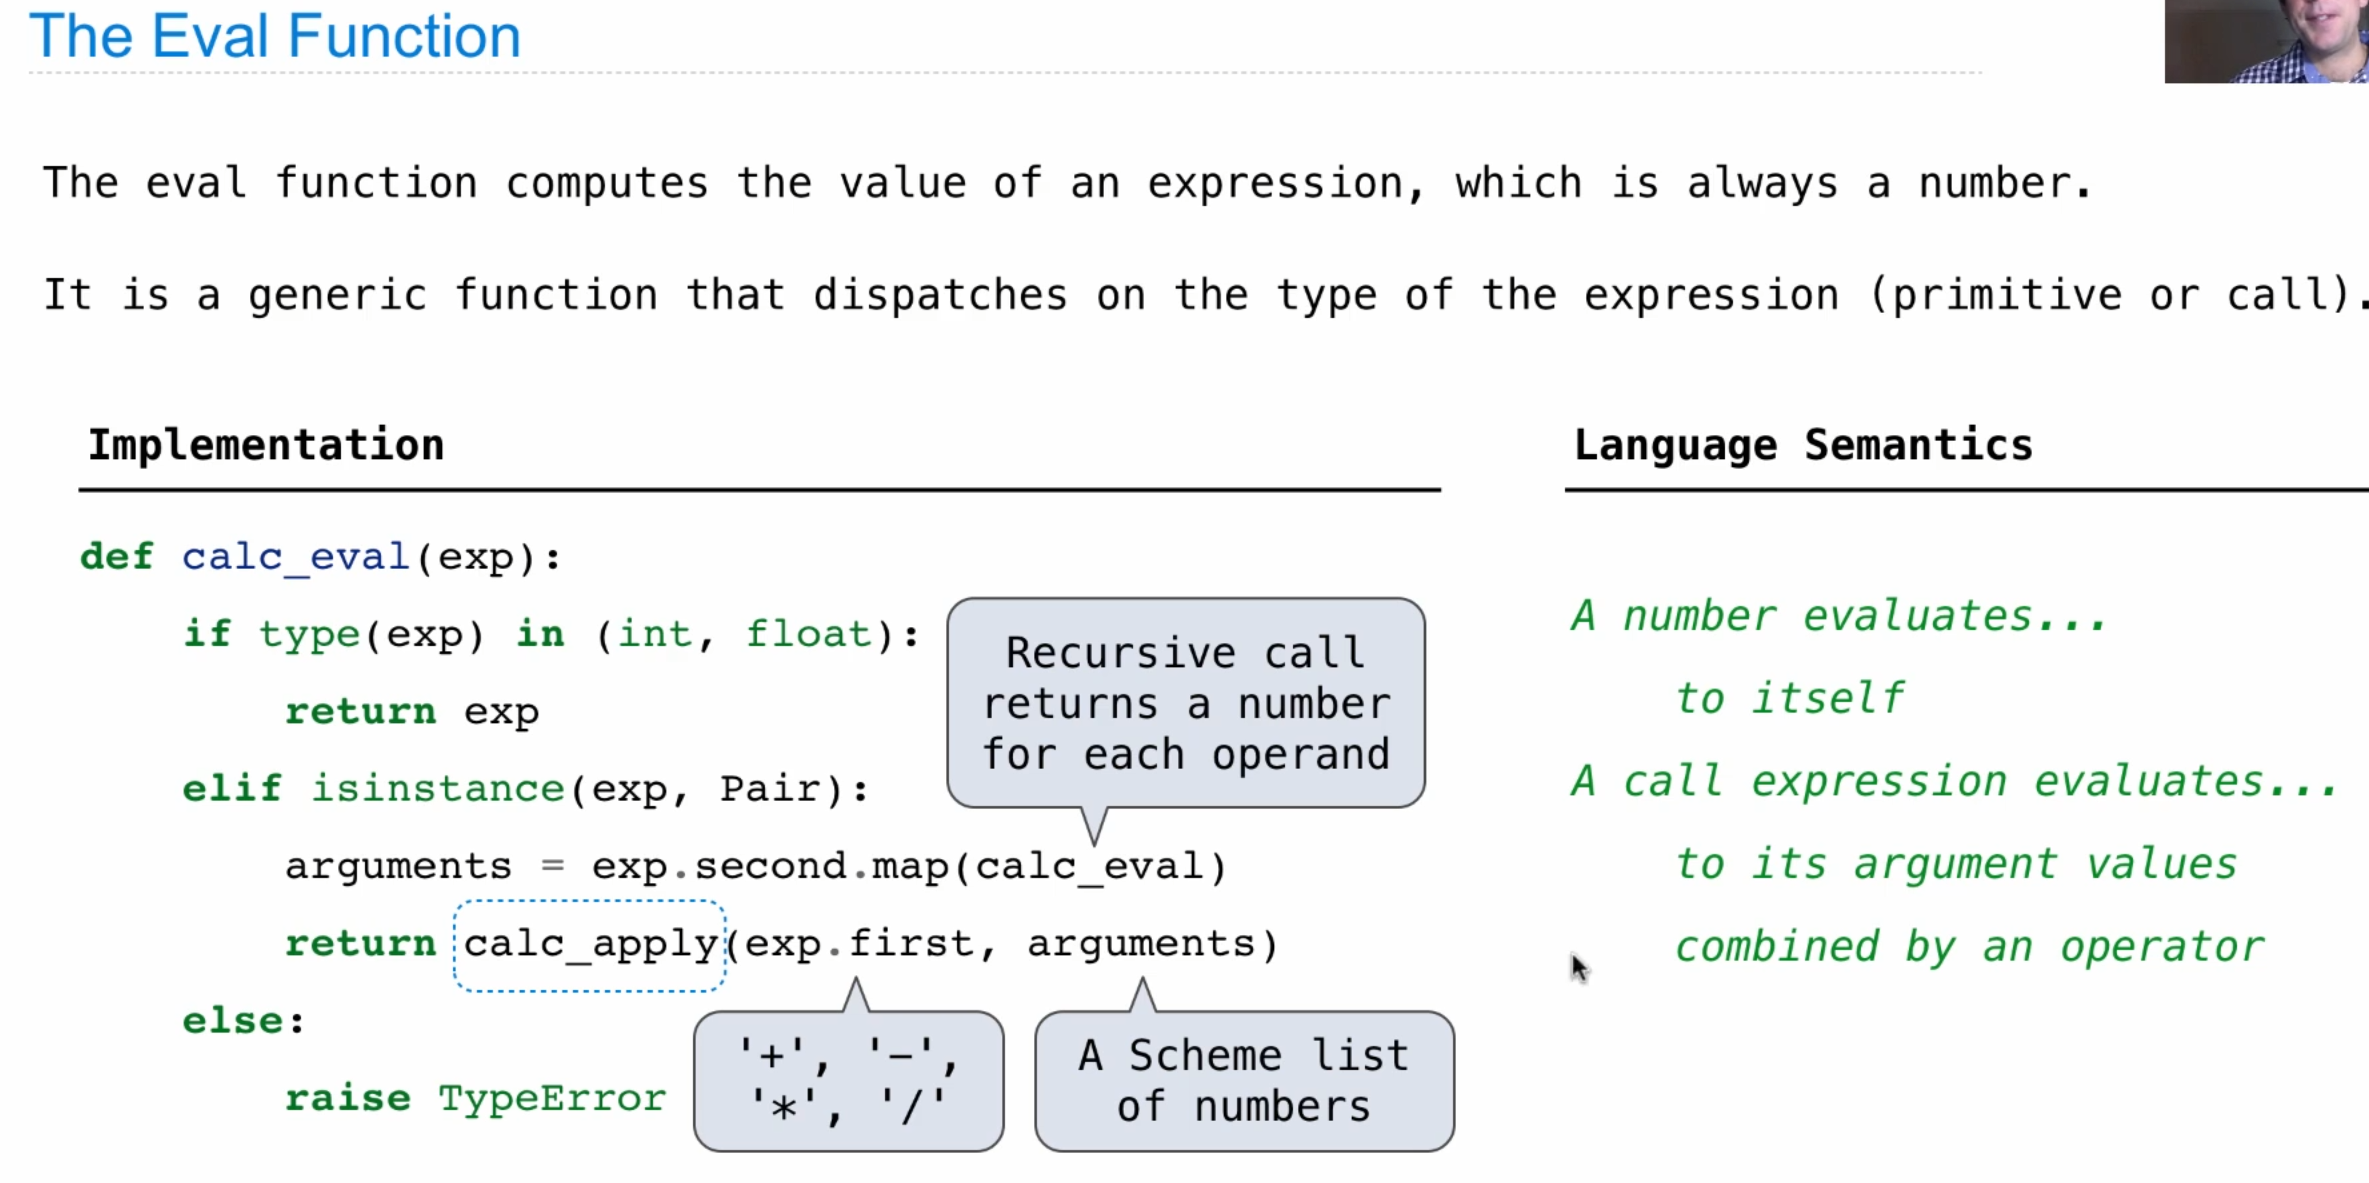 The Eval Function
The eval function computes the value of an expression, which is always a number.
It is a generic function that dispatches on the type of the expression (primitive or call).
Implementation
def calc_eval(exp):
if type(exp) in (int, float):
return exp
elif isinstance(exp, Pair):
arguments = exp.second.map(calc_eval)
return calc_apply(exp.first, arguments)
else:
raise TypeError
Recursive call
returns a number
for each operand
'+', '-',
'*', '/'
A Scheme list
of numbers
Language Semantics
A number evaluates...
to itself
A call expression evaluates...
to its argument values
combined by an operator